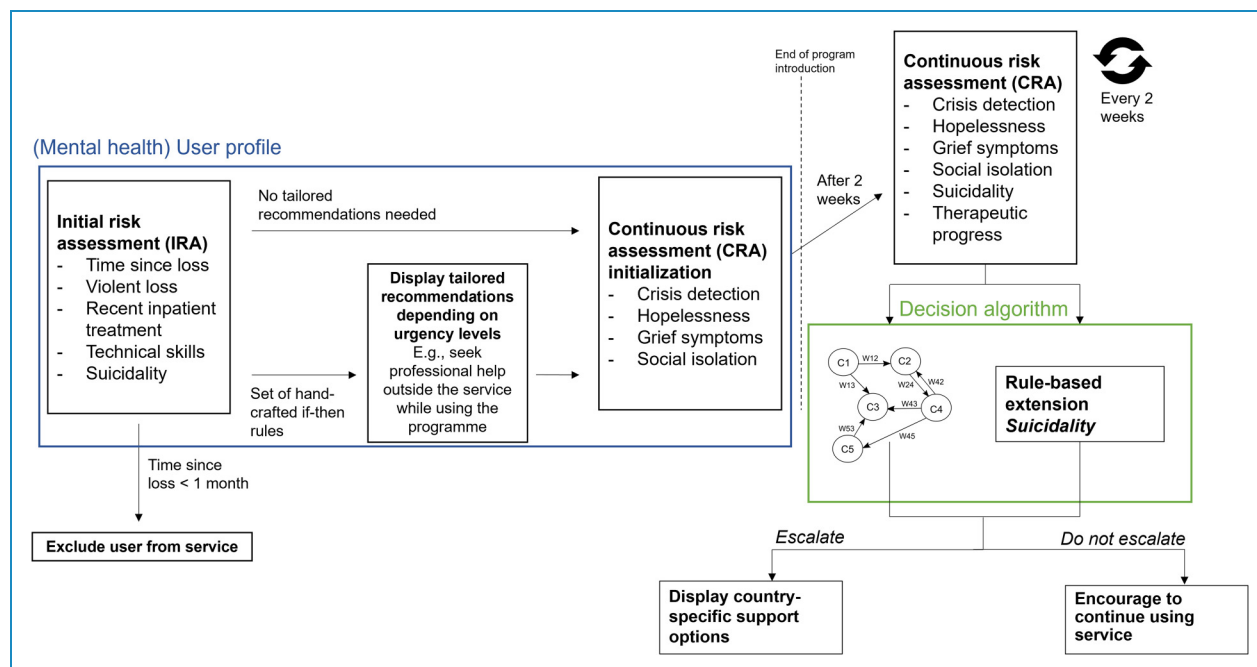 (Mental health) User profile
Initial risk
assessment (IRA)
- Time since loss
- Violent loss
- Recent inpatient
treatment
- Technical skills
- Suicidality
No tailored
recommendations needed
Set of hand-
crafted if-then
rules
Display tailored
recommendations
depending on
urgency levels
E.g., seek
professional help
outside the service
while using the
programme
Continuous risk
assessment (CRA)
initialization
- Crisis detection
- Hopelessness
- Grief symptoms
- Social isolation
Time since
loss < 1 month
Exclude user from service
End of program
introduction
After 2
weeks
Continuous risk
assessment (CRA)
- Crisis detection
- Hopelessness
- Grief symptoms
- Social isolation
- Suicidality
- Therapeutic
progress
Every 2
weeks
Decision algorithm
C1
W12
C2
W13
W24
W42
C3
W43
C4
W53
W45
C5
Rule-based
extension
Suicidality
Escalate
Do not escalate
Display country-
specific support
options
Encourage to
continue using
service